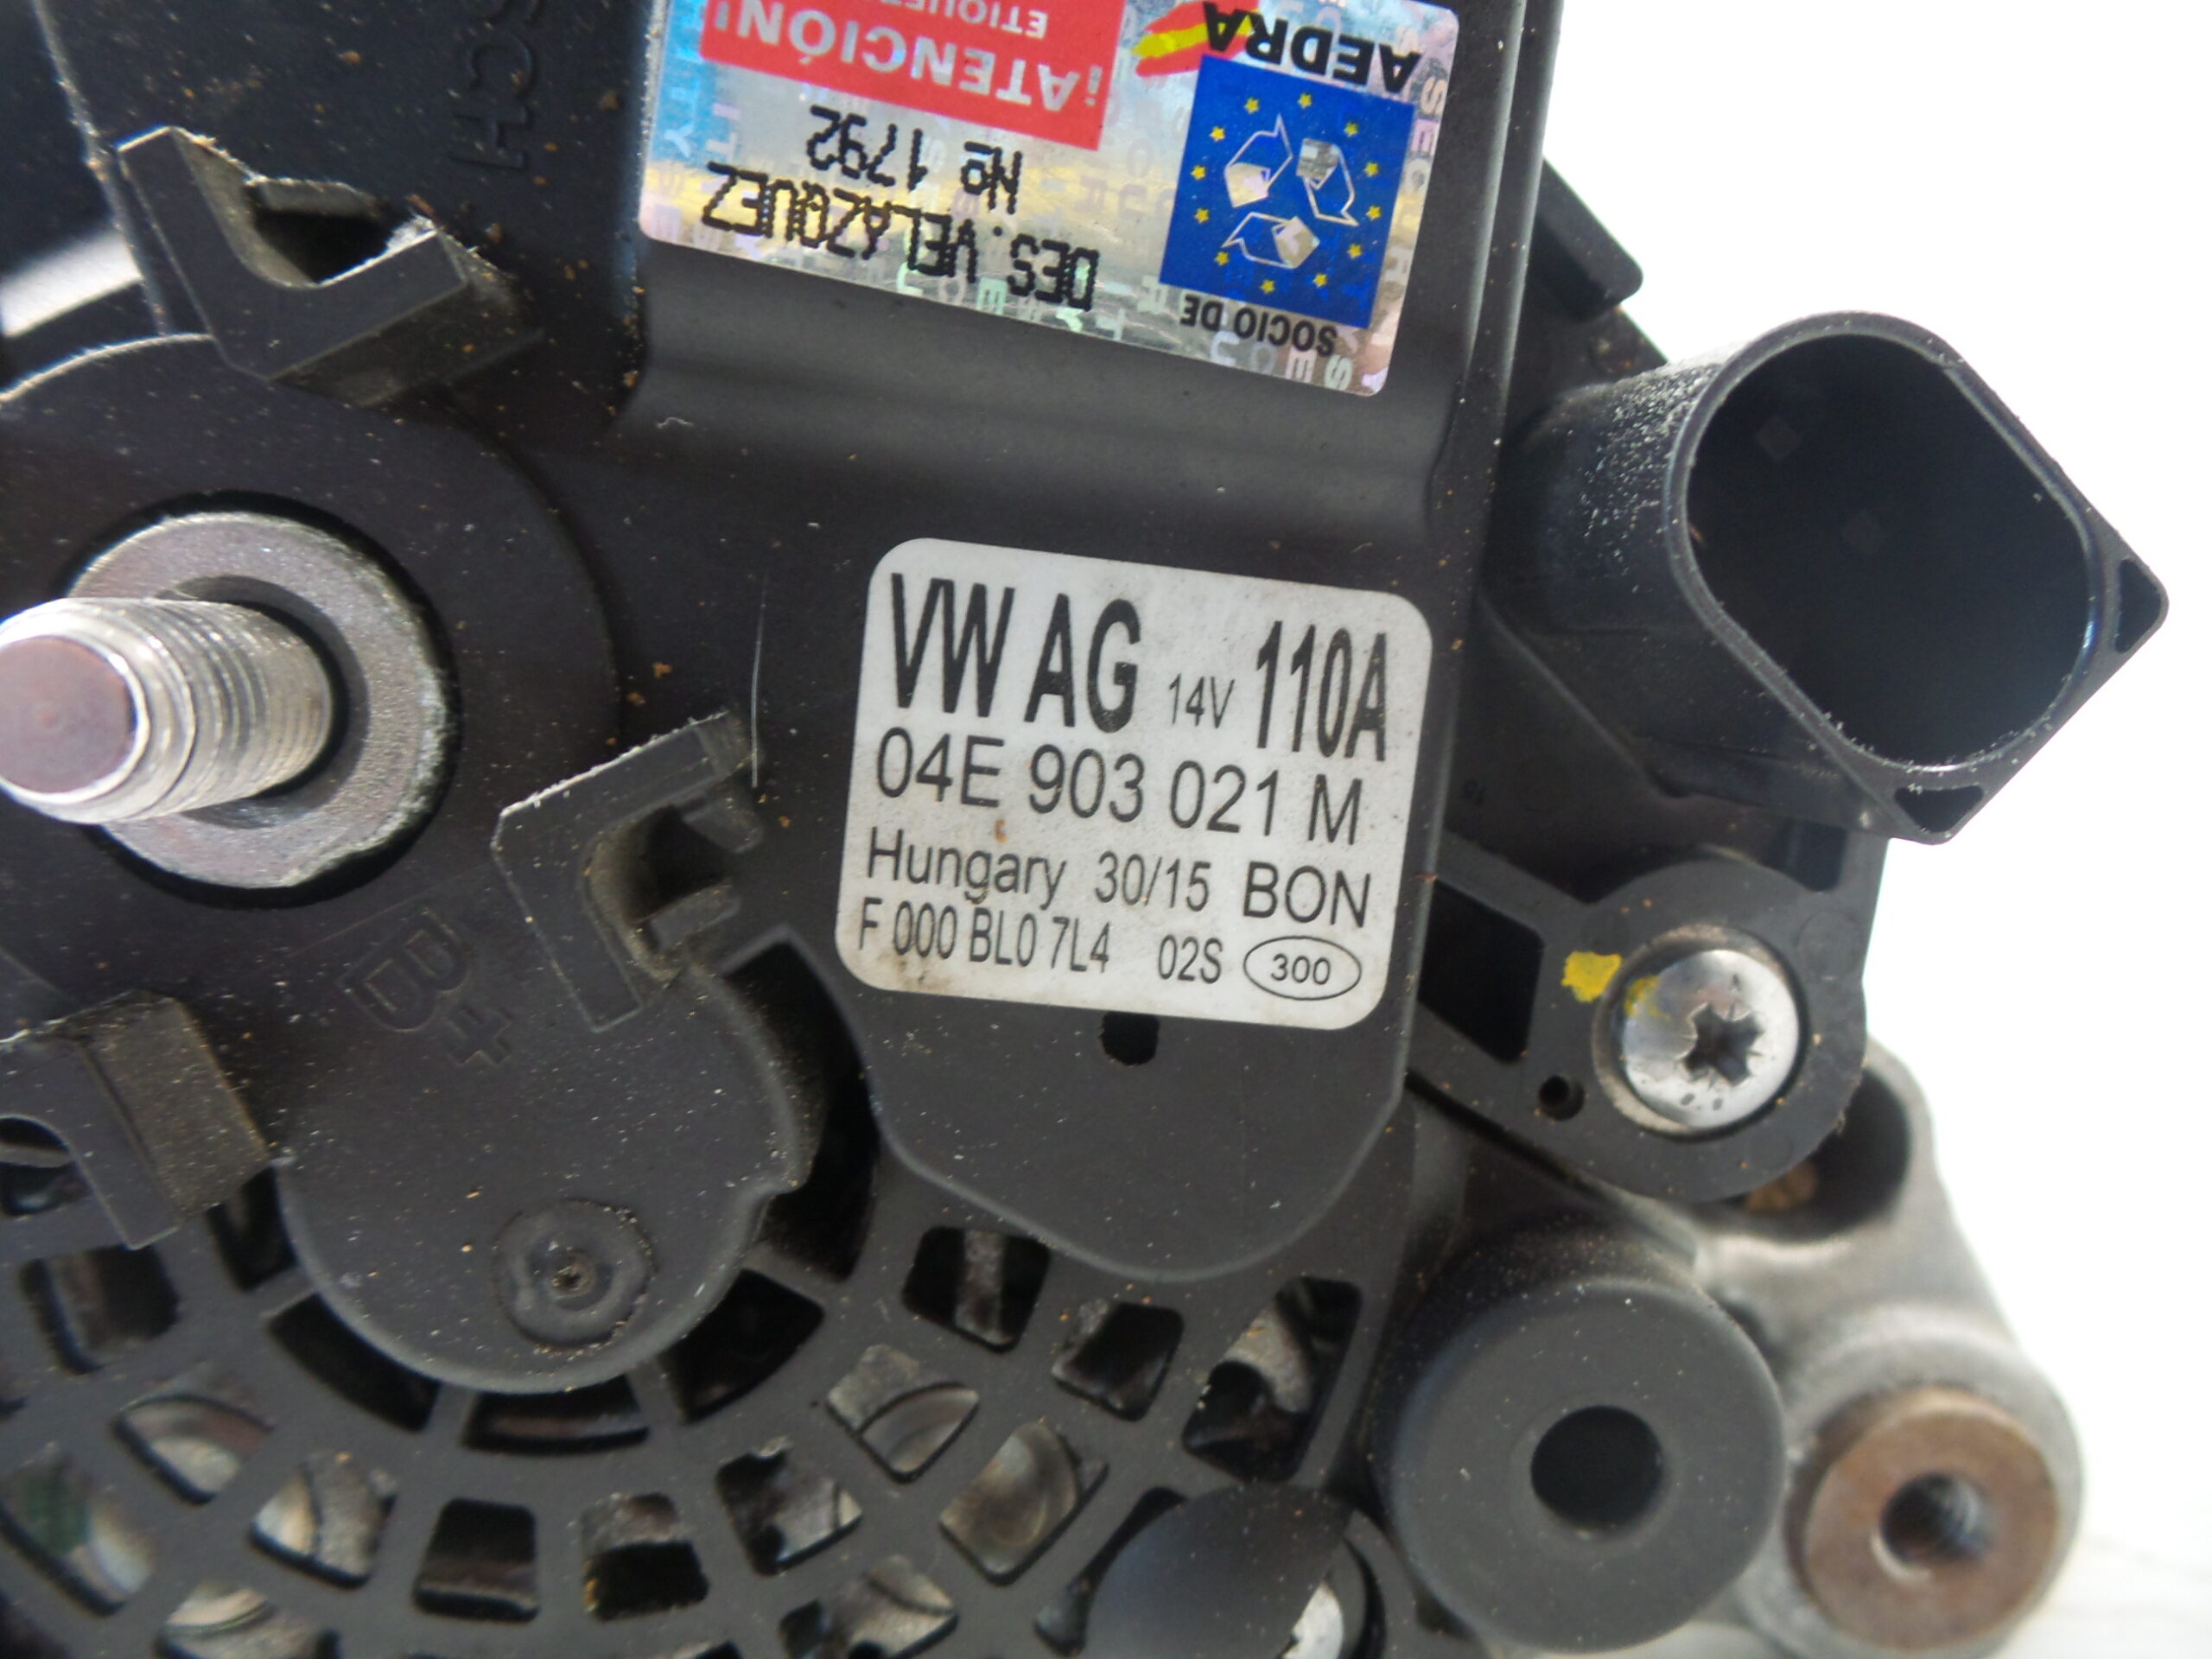 AEDRA
¡ATENCIÓN!
Nº 1792
DES. VELAZQUEZ
SOCIO DE
VW AG 14V 110A
04E 903 021 M
Hungary 30/15 BON
F 000 BL0 7L4 02S 300
B+